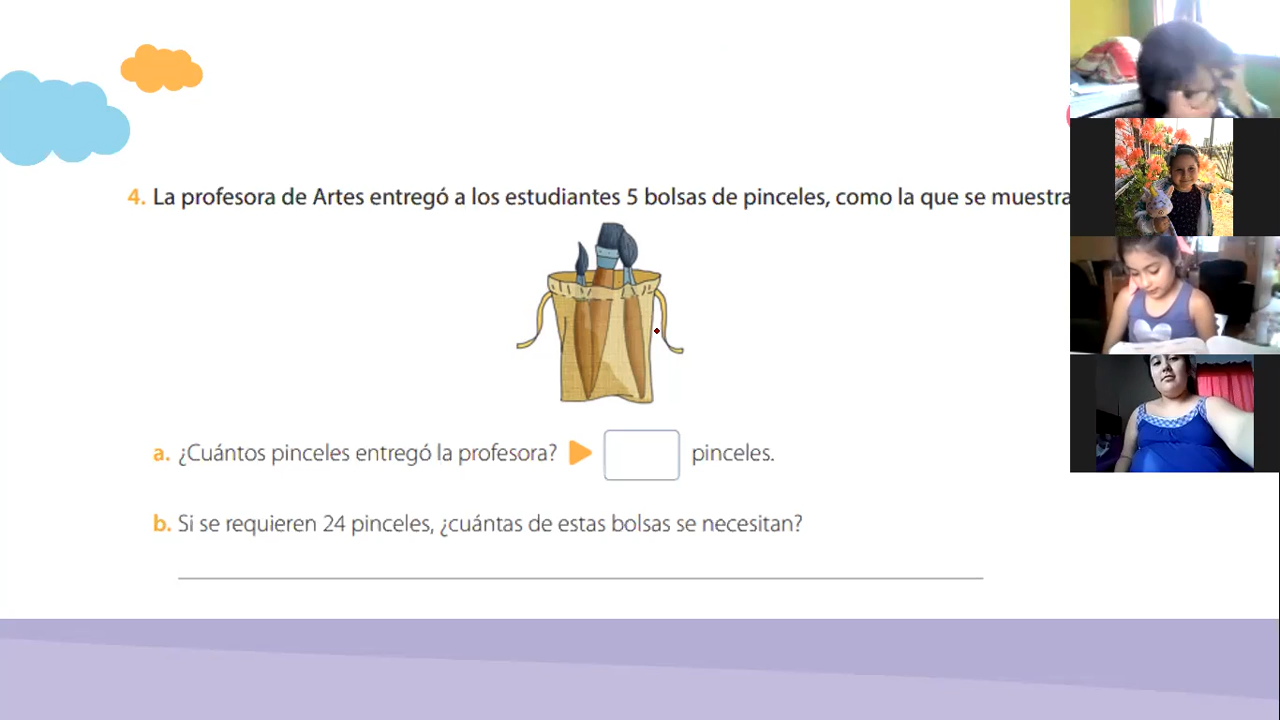 4. La profesora de Artes entregó a los estudiantes 5 bolsas de pinceles, como la que se muestra
a. ¿Cuántos pinceles entregó la profesora? pinceles.
b. Si se requieren 24 pinceles, ¿cuántas de estas bolsas se necesitan?